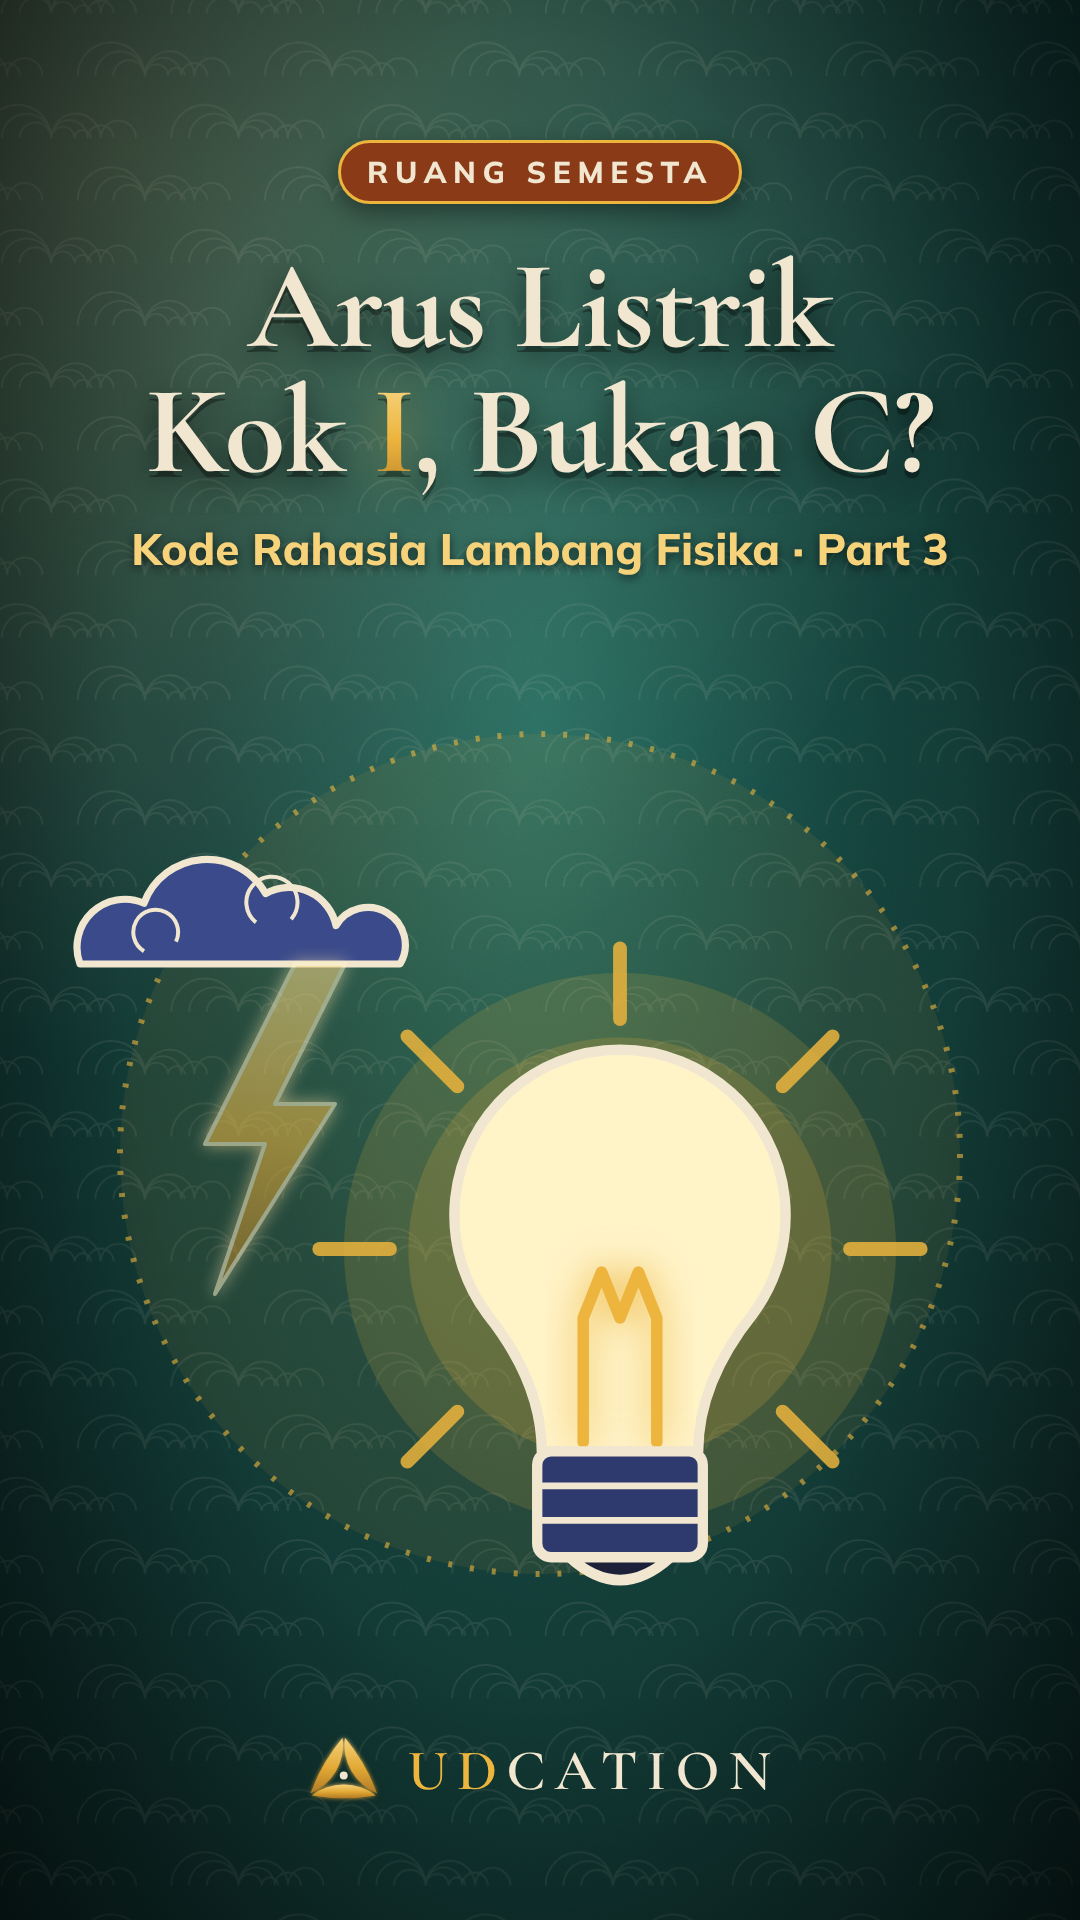 RUANG SEMESTA
Arus Listrik
Kok I, Bukan C?
Kode Rahasia Lambang Fisika · Part 3
UDCATION